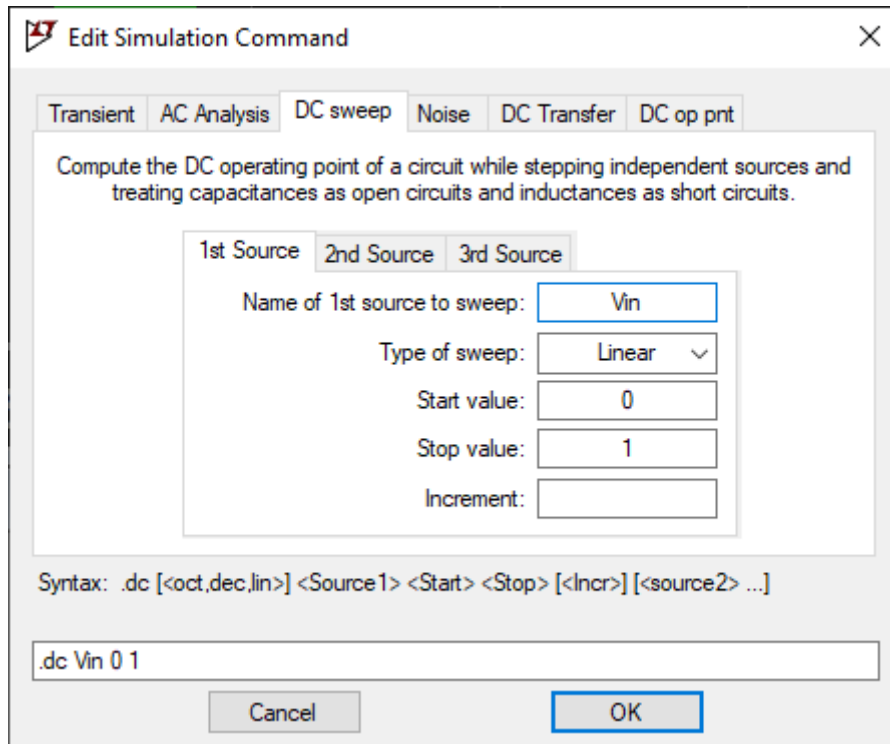 Edit Simulation Command
Transient AC Analysis DC sweep Noise DC Transfer DC op pnt
Compute the DC operating point of a circuit while stepping independent sources and
treating capacitances as open circuits and inductances as short circuits.
1st Source 2nd Source 3rd Source
Name of 1st source to sweep: Vin
Type of sweep: Linear
Start value: 0
Stop value: 1
Increment:
Syntax: .dc [<oct,dec,lin>] <Source1> <Start> <Stop> [<Incr>] [<source2> ...]
.dc Vin 0 1
Cancel OK